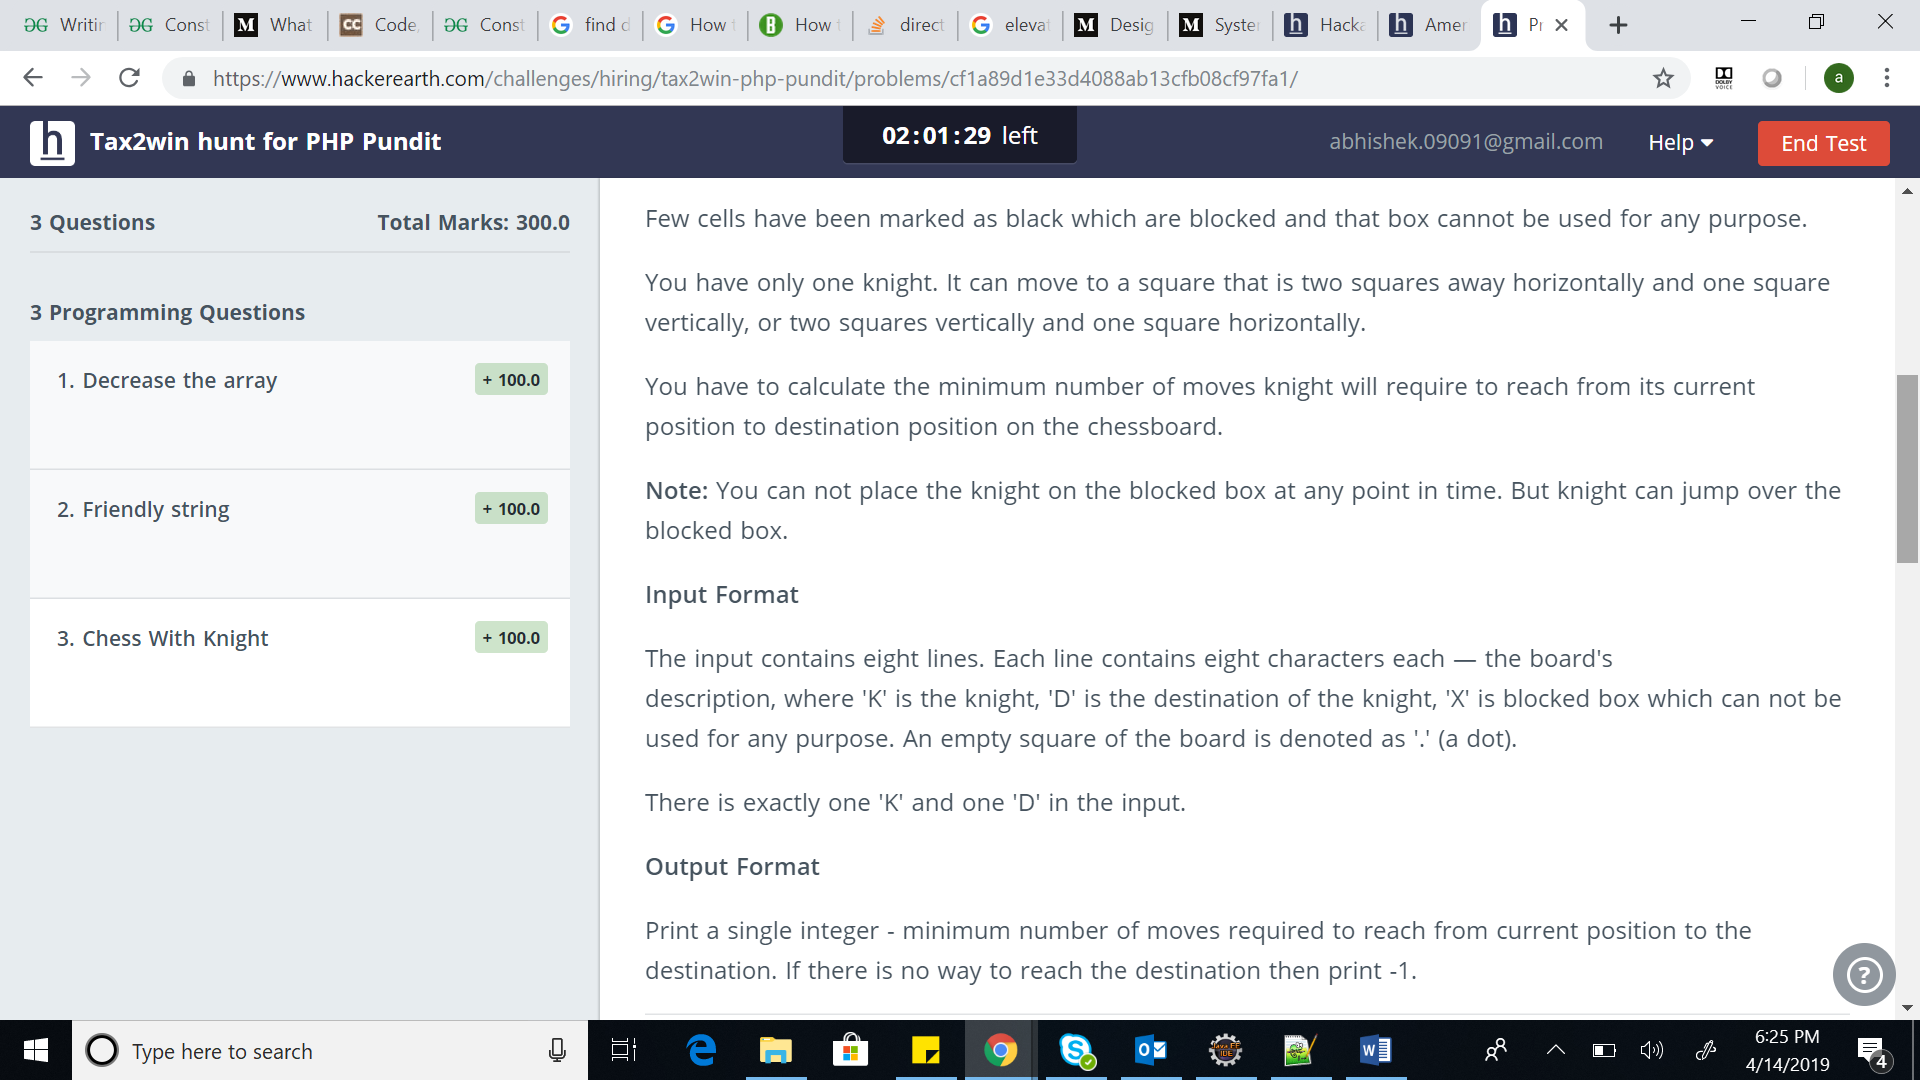 Writin
Const
What
Code
Const
find d
How t
How t
direct
elevat
Desig
Syster
Hacka
Amer
Pr
https://www.hackerearth.com/challenges/hiring/tax2win-php-pundit/problems/cf1a89d1e33d4088ab13cfb08cf97fa1/
DOLBY VOICE
a
h Tax2win hunt for PHP Pundit
02:01:29 left
abhishek.09091@gmail.com
Help
End Test
3 Questions
Total Marks: 300.0
3 Programming Questions
1. Decrease the array
+ 100.0
2. Friendly string
+ 100.0
3. Chess With Knight
+ 100.0
Few cells have been marked as black which are blocked and that box cannot be used for any purpose.
You have only one knight. It can move to a square that is two squares away horizontally and one square
vertically, or two squares vertically and one square horizontally.
You have to calculate the minimum number of moves knight will require to reach from its current
position to destination position on the chessboard.
Note: You can not place the knight on the blocked box at any point in time. But knight can jump over the
blocked box.
Input Format
The input contains eight lines. Each line contains eight characters each — the board's
description, where 'K' is the knight, 'D' is the destination of the knight, 'X' is blocked box which can not be
used for any purpose. An empty square of the board is denoted as '.' (a dot).
There is exactly one 'K' and one 'D' in the input.
Output Format
Print a single integer - minimum number of moves required to reach from current position to the
destination. If there is no way to reach the destination then print -1.
?
Type here to search
6:25 PM
4/14/2019
4